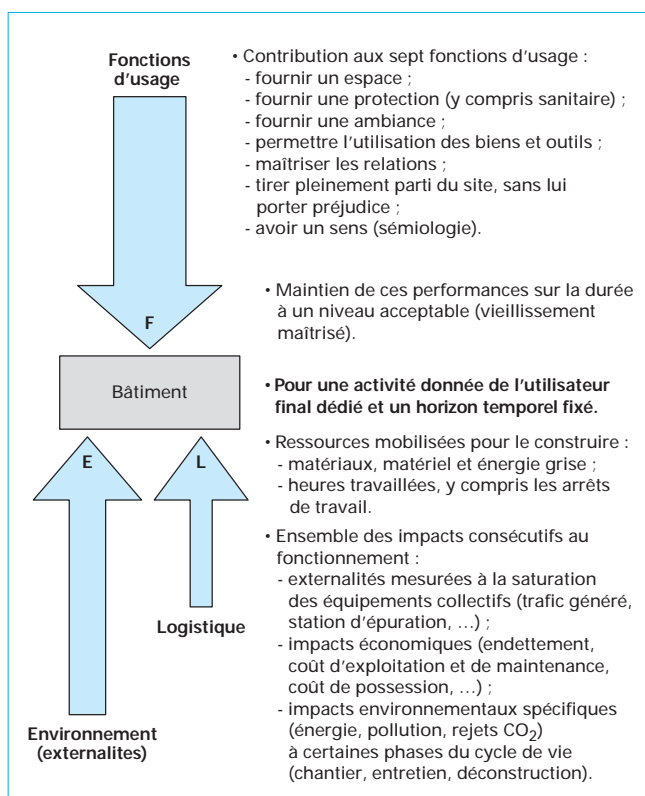 Fonctions
d’usage
• Contribution aux sept fonctions d’usage :
- fournir un espace ;
- fournir une protection (y compris sanitaire) ;
- fournir une ambiance ;
- permettre l’utilisation des biens et outils ;
- maîtriser les relations ;
- tirer pleinement parti du site, sans lui
porter préjudice ;
- avoir un sens (sémiologie).
F
• Maintien de ces performances sur la durée
à un niveau acceptable (vieillissement
maîtrisé).
Bâtiment
• Pour une activité donnée de l’utilisateur
final dédié et un horizon temporel fixé.
E
L
• Ressources mobilisées pour le construire :
- matériaux, matériel et énergie grise ;
- heures travaillées, y compris les arrêts
de travail.
• Ensemble des impacts consécutifs au
fonctionnement :
- externalités mesurées à la saturation
des équipements collectifs (trafic généré,
station d’épuration, ...) ;
- impacts économiques (endettement,
coût d’exploitation et de maintenance,
coût de possession, ...) ;
- impacts environnementaux spécifiques
(énergie, pollution, rejets CO₂)
à certaines phases du cycle de vie
(chantier, entretien, déconstruction).
Logistique
Environnement
(externalites)